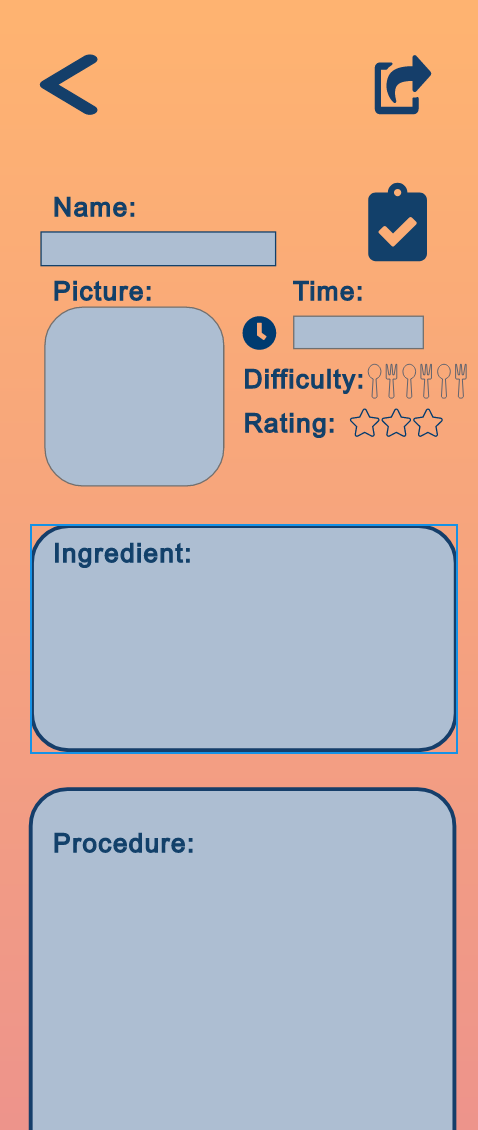 Name:
Picture:
Time:
Difficulty:
Rating:
Ingredient:
Procedure: